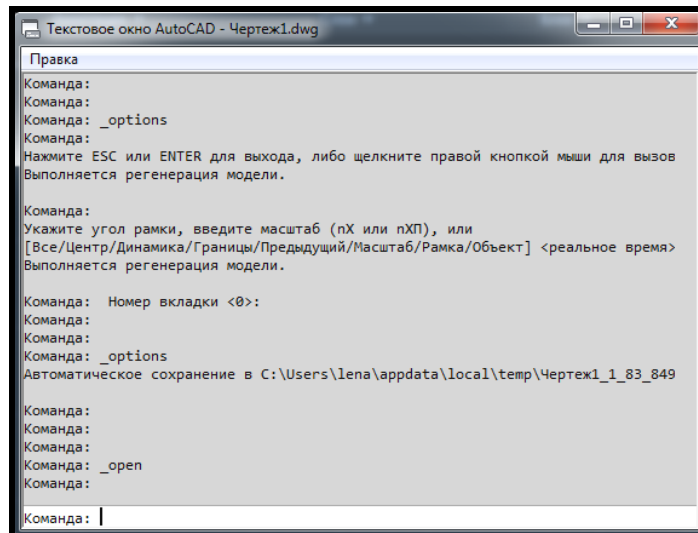 Текстовое окно AutoCAD - Чертеж1.dwg
Правка
Команда:
Команда:
Команда: _options
Команда:
Нажмите ESC или ENTER для выхода, либо щелкните правой кнопкой мыши для вызов
Выполняется регенерация модели.
Команда:
Укажите угол рамки, введите масштаб (nX или nXП), или
[Все/Центр/Динамика/Границы/Предыдущий/Масштаб/Рамка/Объект] <реальное время>
Выполняется регенерация модели.
Команда:  Номер вкладки <0>:
Команда:
Команда:
Команда: _options
Автоматическое сохранение в C:\Users\lena\appdata\local\temp\Чертеж1_1_83_849
Команда:
Команда:
Команда:
Команда: _open
Команда:
Команда: